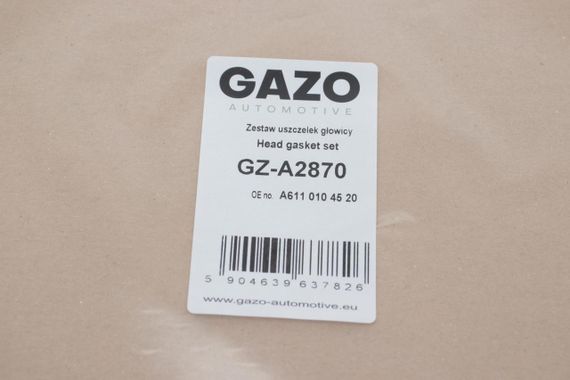 GAZO
AUTOMOTIVE
Zestaw uszczelek głowicy
Head gasket set
GZ-A2870
OE no. A611 010 45 20
5 904639 637826
www.gazo-automotive.eu